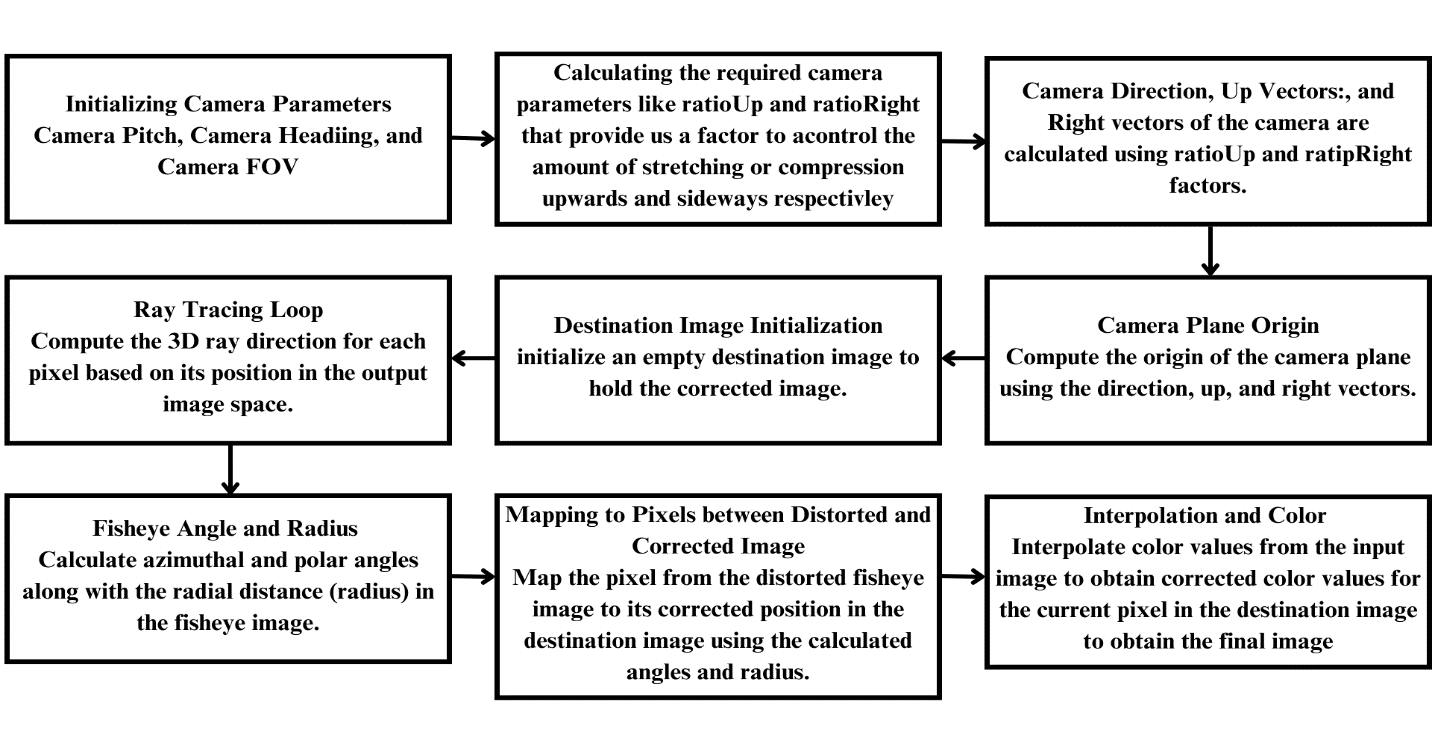 Initializing Camera Parameters
Camera Pitch, Camera Headiing, and
Camera FOV
Calculating the required camera
parameters like ratioUp and ratioRight
that provide us a factor to acontrol the
amount of stretching or compression
upwards and sideways respectivley
Camera Direction, Up Vectors:, and
Right vectors of the camera are
calculated using ratioUp and ratipRight
factors.
Camera Plane Origin
Compute the origin of the camera plane
using the direction, up, and right vectors.
Destination Image Initialization
initialize an empty destination image to
hold the corrected image.
Ray Tracing Loop
Compute the 3D ray direction for each
pixel based on its position in the output
image space.
Fisheye Angle and Radius
Calculate azimuthal and polar angles
along with the radial distance (radius) in
the fisheye image.
Mapping to Pixels between Distorted and
Corrected Image
Map the pixel from the distorted fisheye
image to its corrected position in the
destination image using the calculated
angles and radius.
Interpolation and Color
Interpolate color values from the input
image to obtain corrected color values for
the current pixel in the destination image
to obtain the final image